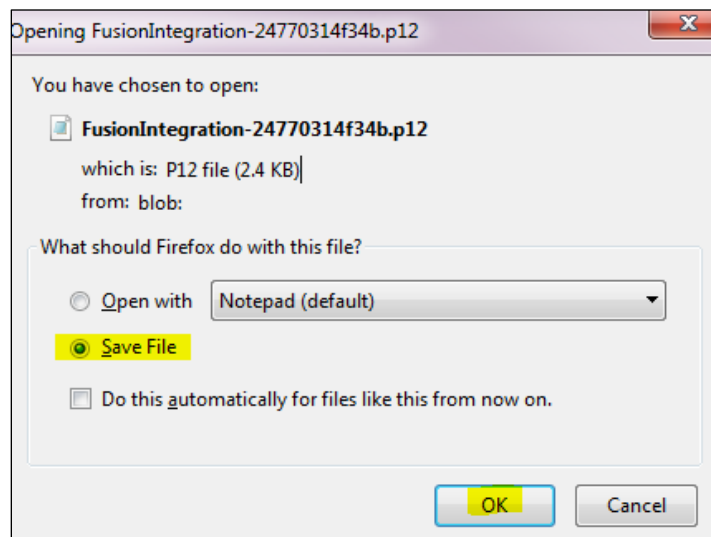 Opening FusionIntegration-24770314f34b.p12
You have chosen to open:
FusionIntegration-24770314f34b.p12
which is: P12 file (2.4 KB)
from: blob:
What should Firefox do with this file?
Open with Notepad (default)
Save File
Do this automatically for files like this from now on.
OK Cancel